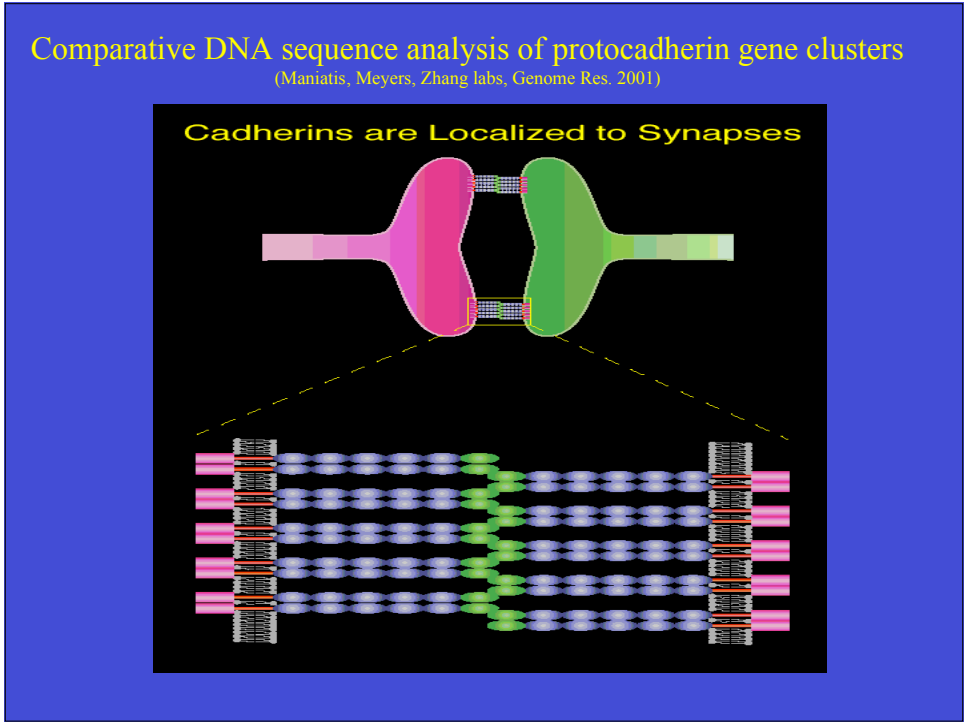 Comparative DNA sequence analysis of protocadherin gene clusters
(Maniatis, Meyers, Zhang labs, Genome Res. 2001)
Cadherins are Localized to Synapses